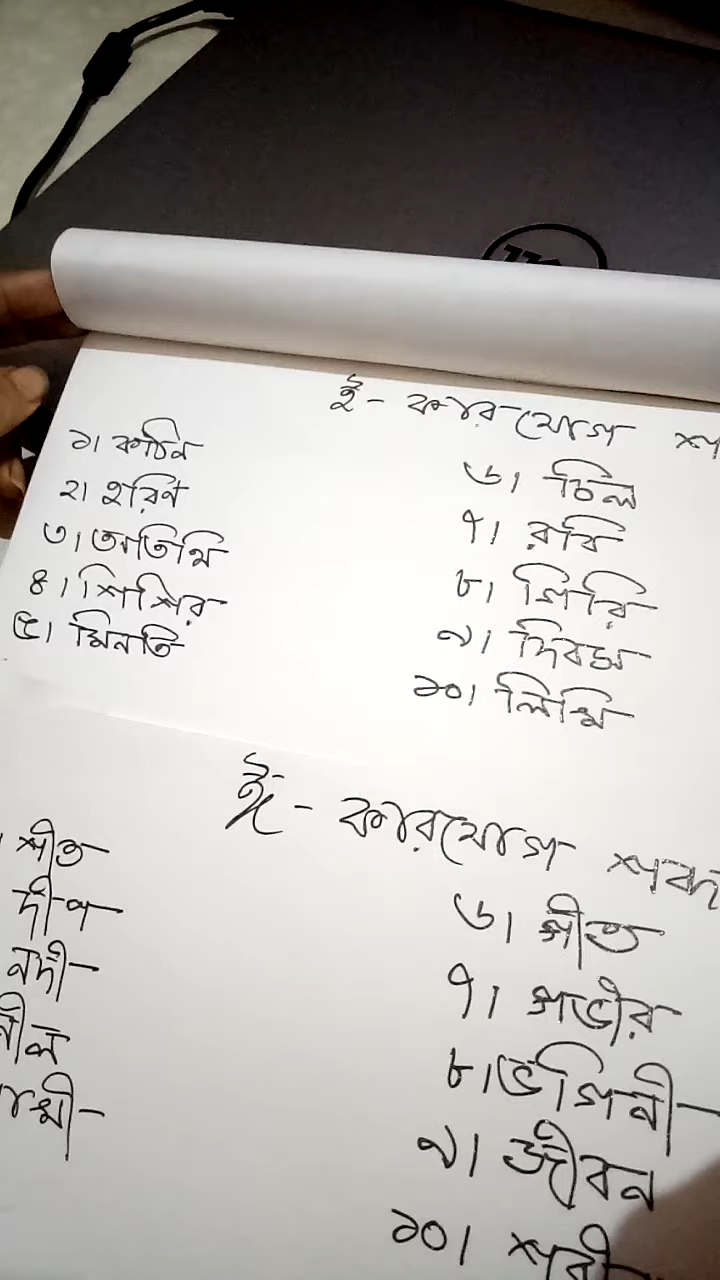 ই - কার যোগ
১। কঠিন
২। হরিণ
৩। অতিথি
৪। শিশির
৫। মিনতি
৬। চিল
৭। রবি
৮। গিরি
৯। দিবস
১০। লিপি
ঈ - কারযোগ শব্দ
শীত
দীপ
নদী
নীল
৬। গীত
৭। গভীর
৮। ভগিনী
৯। জীবন
১০।